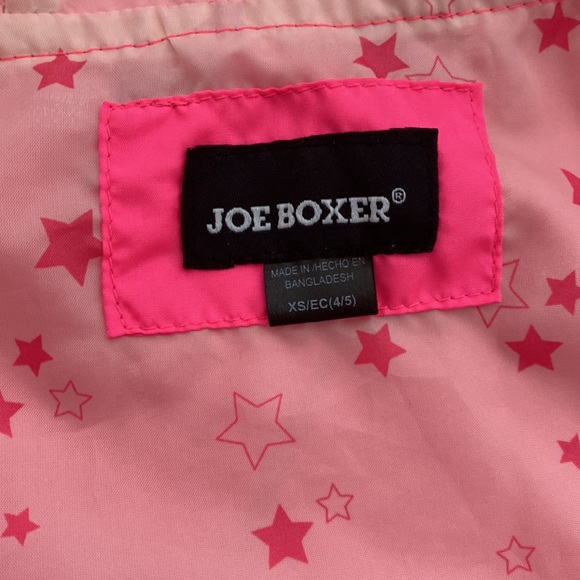 JOE BOXER®
MADE IN /HECHO EN
BANGLADESH
XS/EC(4/5)